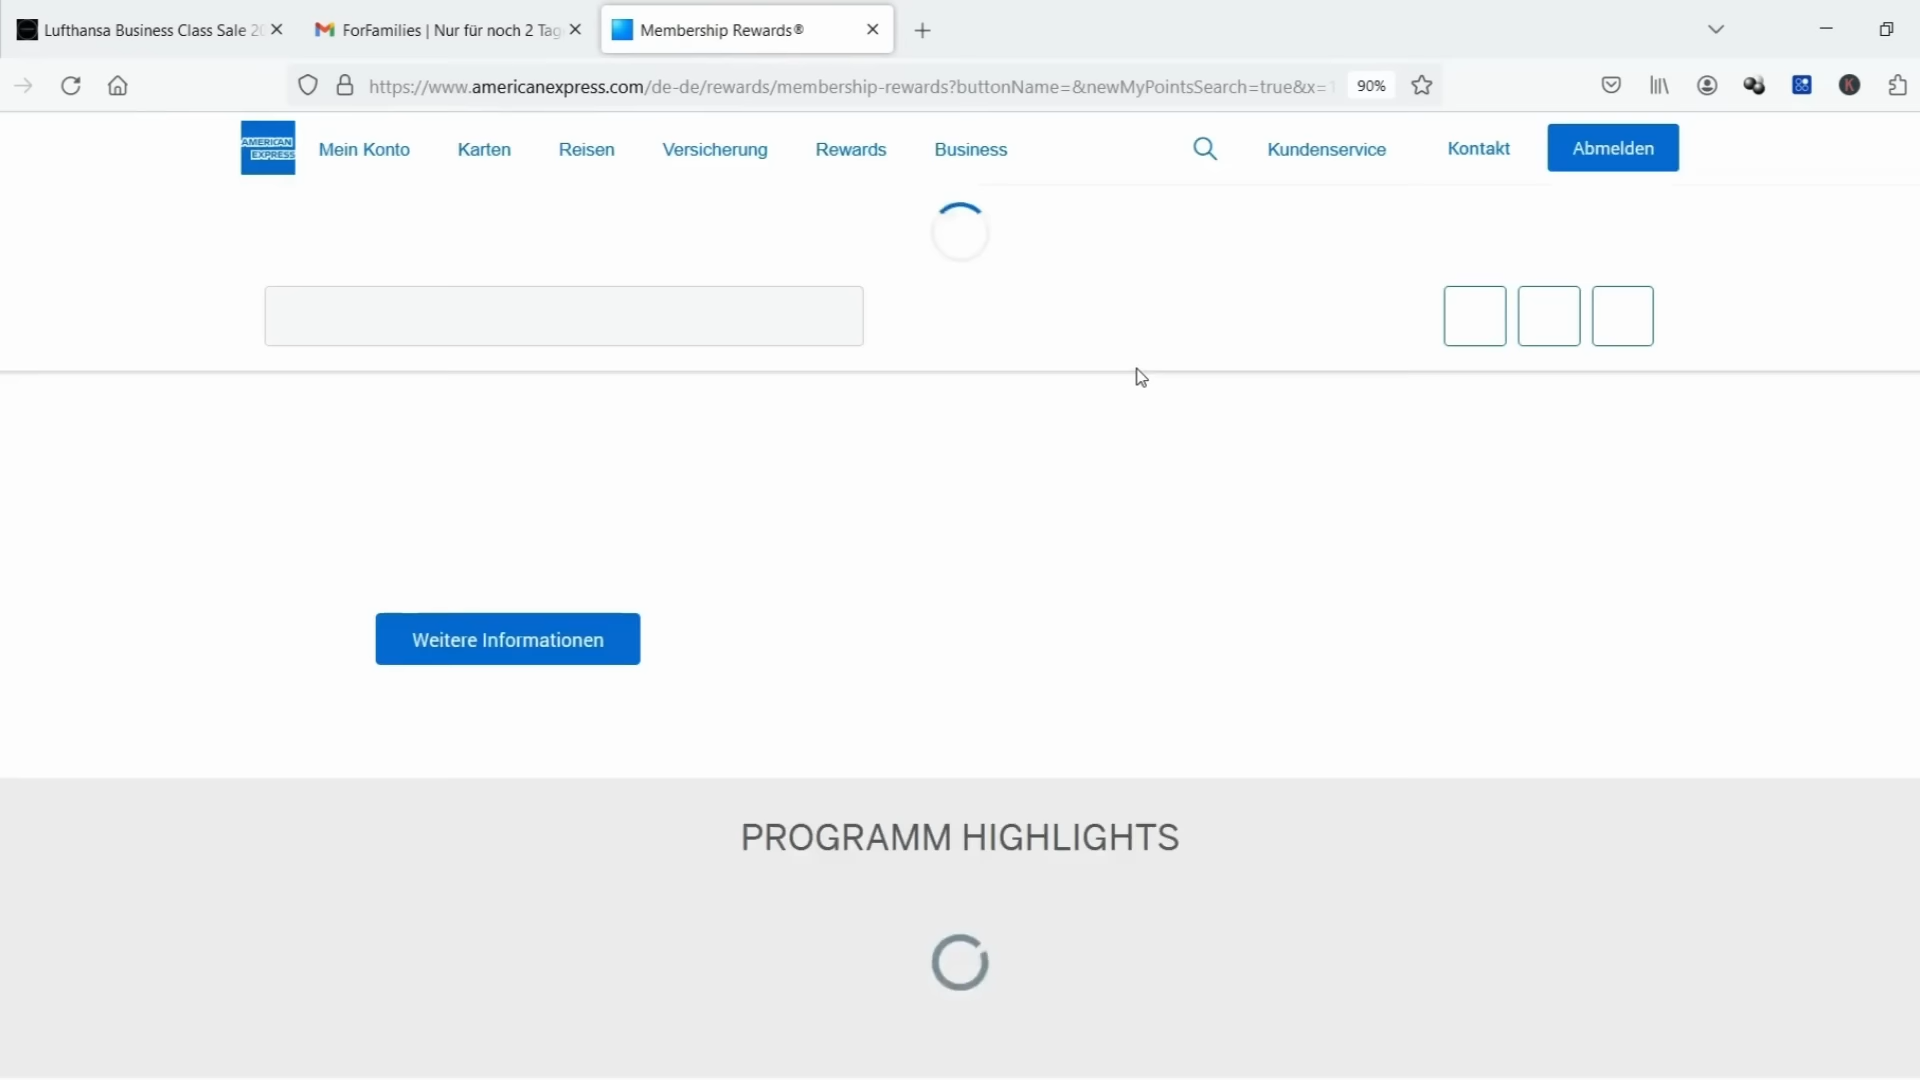 Lufthansa Business Class Sale 20
ForFamilies | Nur für noch 2 Tag
Membership Rewards®
https://www.americanexpress.com/de-de/rewards/membership-rewards?buttonName=&newMyPointsSearch=true&x=
90%
K
AMERICAN
EXPRESS
Mein Konto
Karten
Reisen
Versicherung
Rewards
Business
Kundenservice
Kontakt
Abmelden
Weitere Informationen
PROGRAMM HIGHLIGHTS